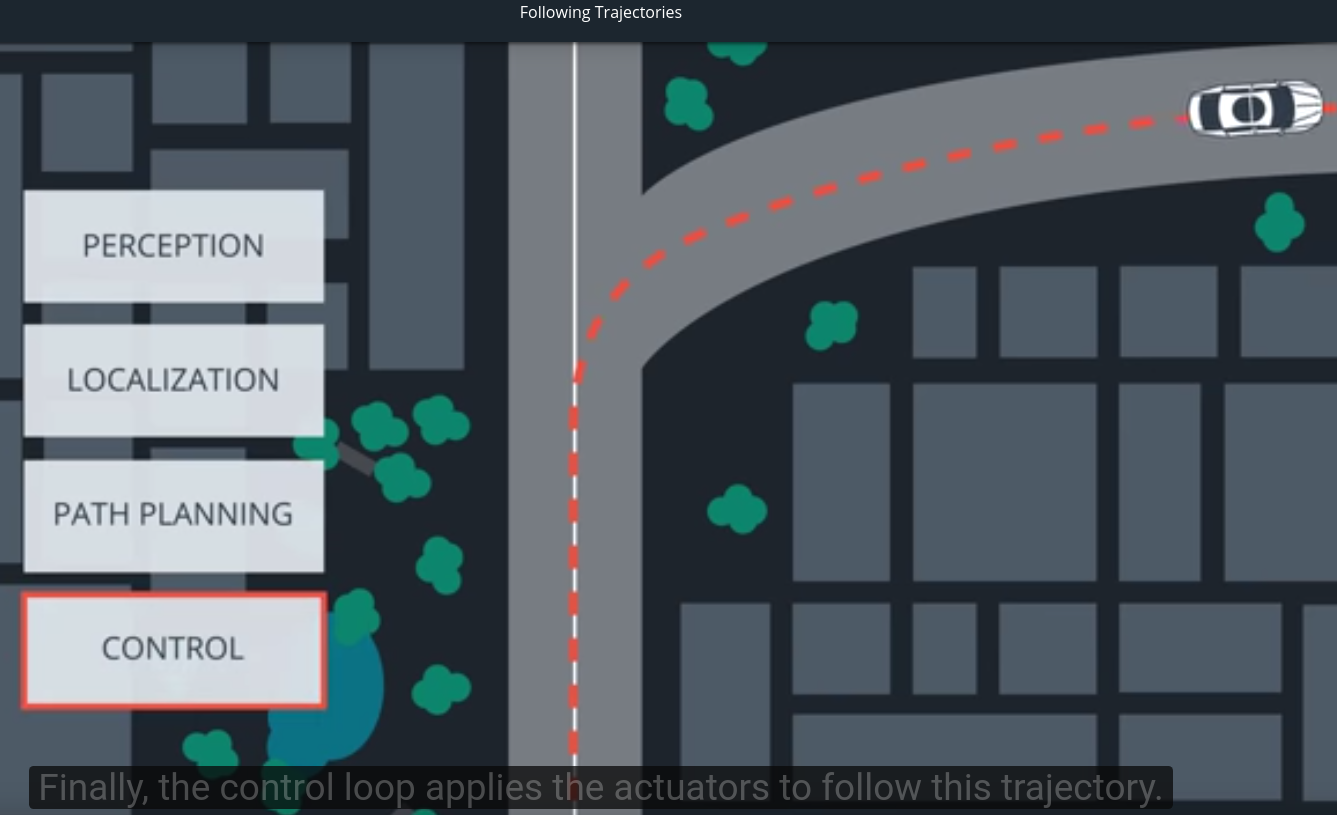 Following Trajectories
PERCEPTION
LOCALIZATION
PATH PLANNING
CONTROL
Finally, the control loop applies the actuators to follow this trajectory.